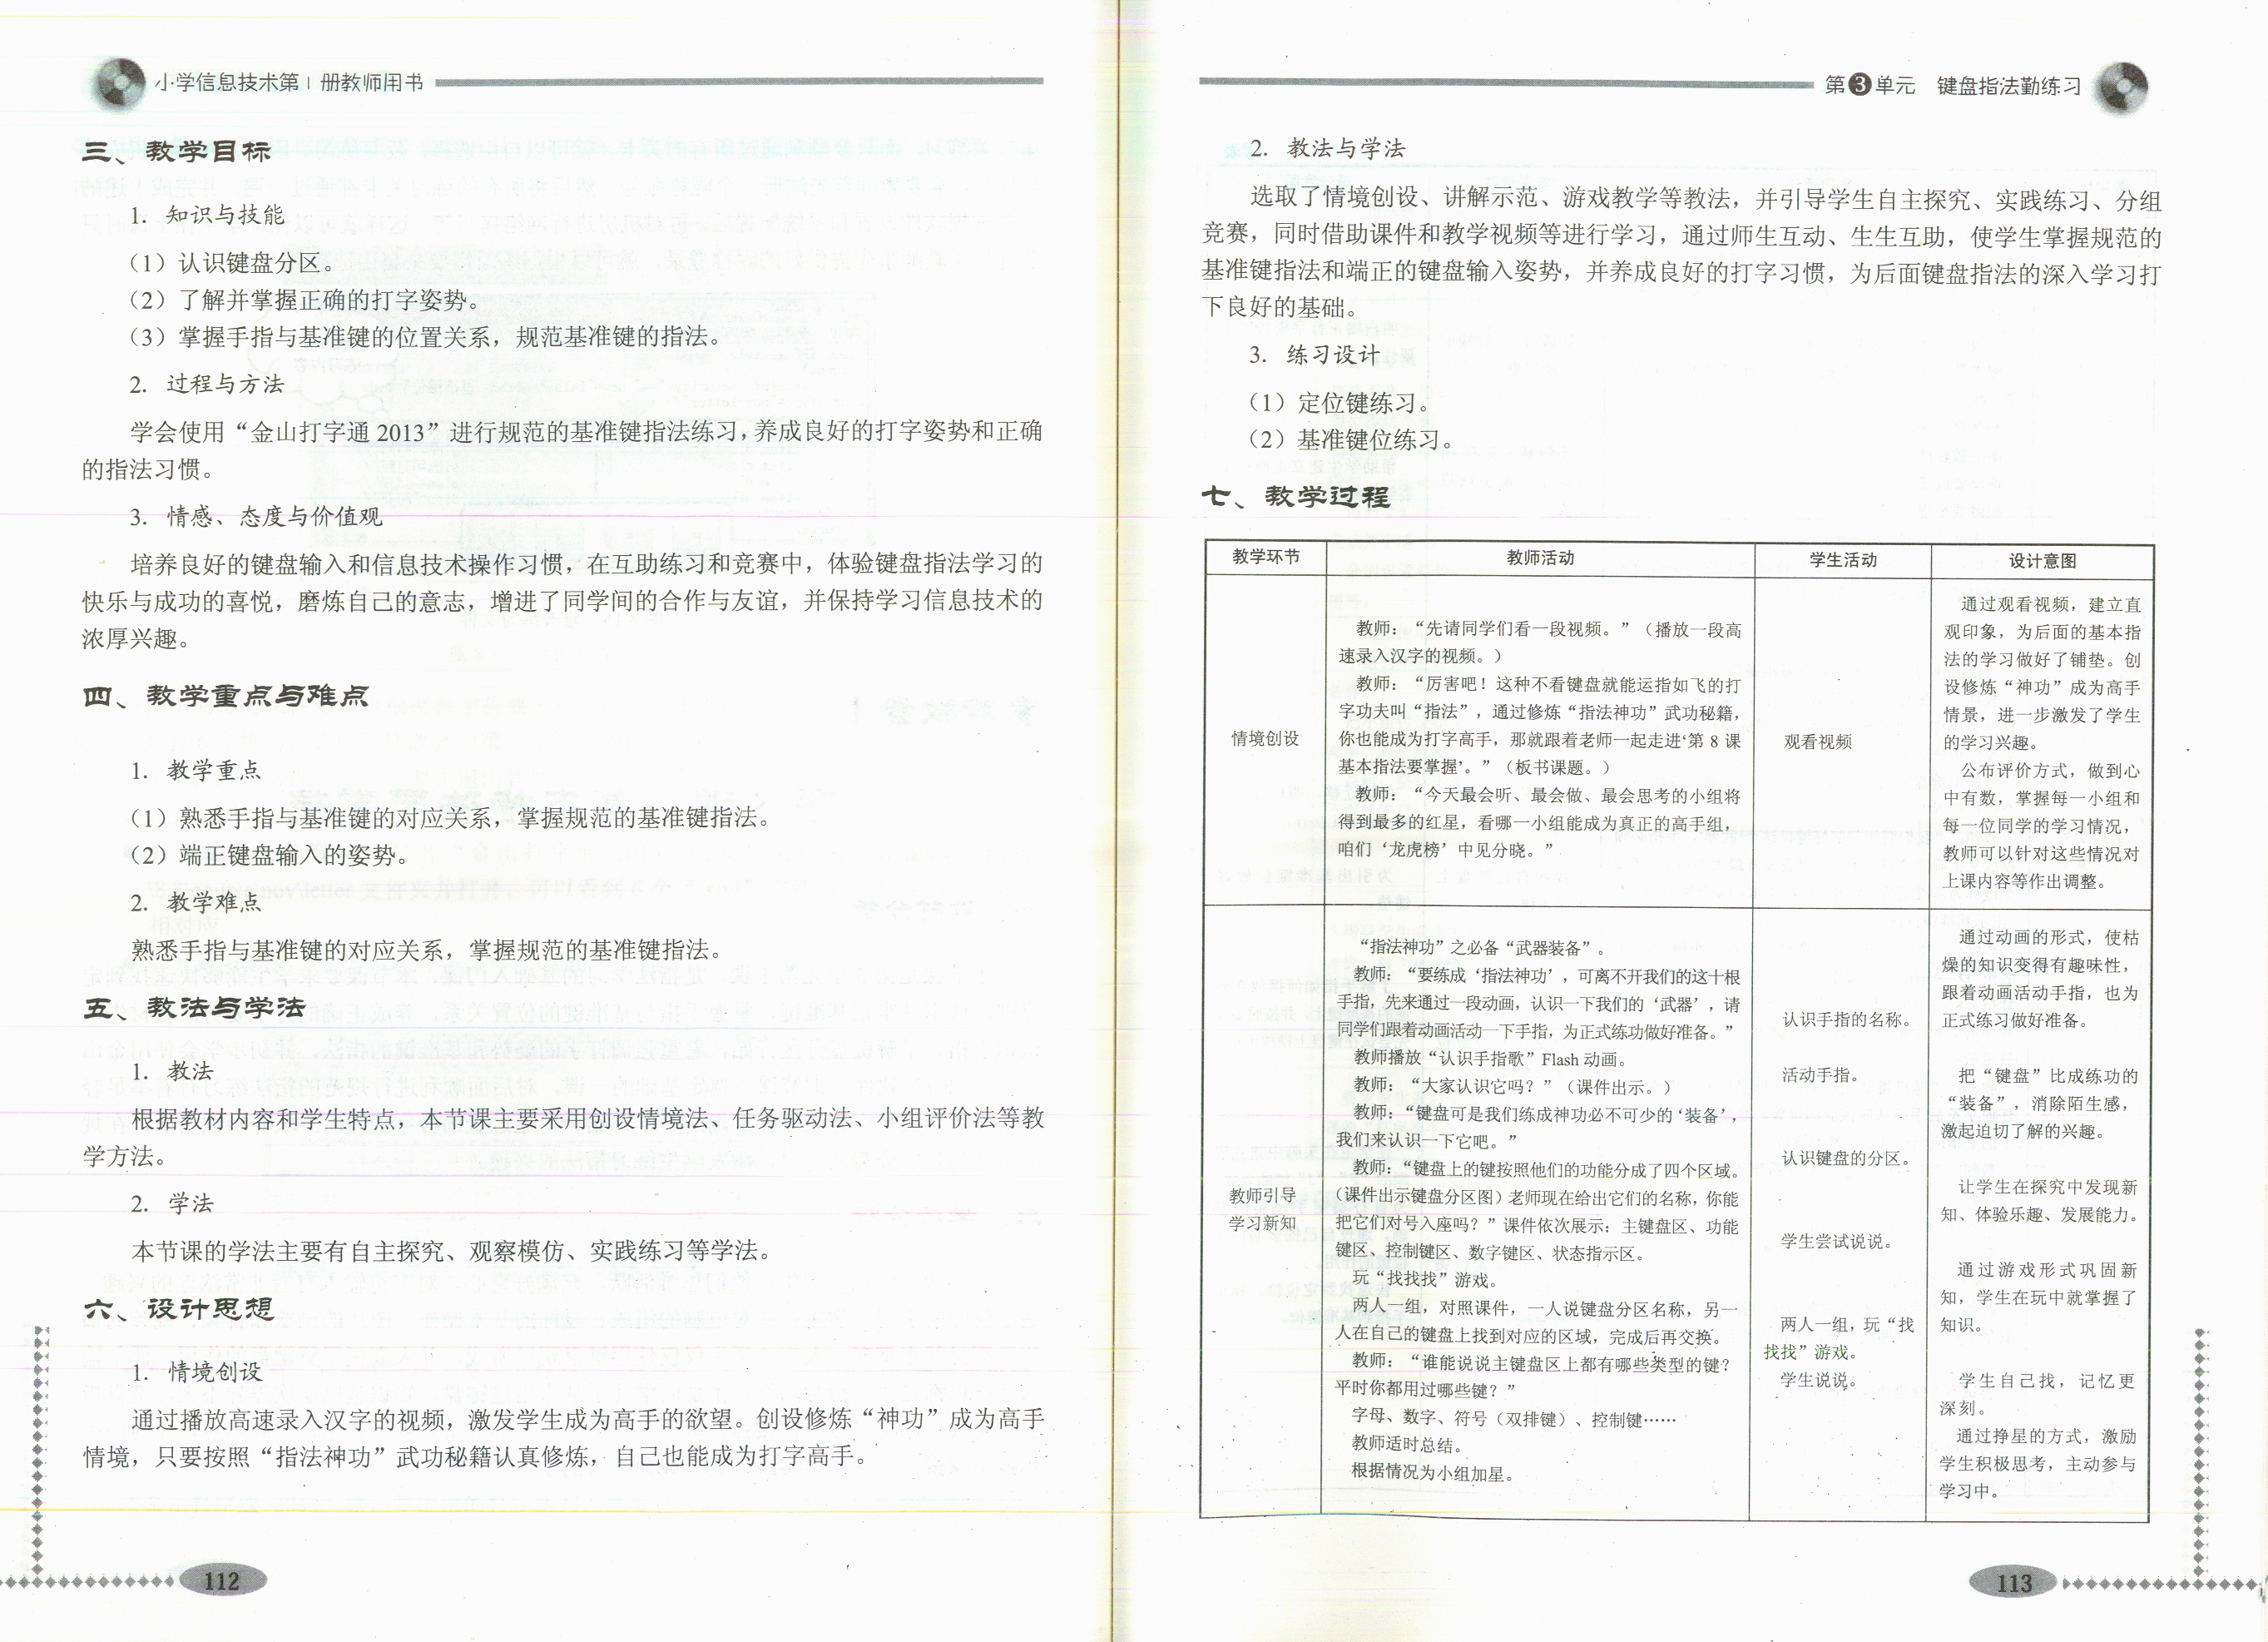 小学信息技术第1册教师用书
三、教学目标
1. 知识与技能
（1）认识键盘分区。
（2）了解并掌握正确的打字姿势。
（3）掌握手指与基准键的位置关系，规范基准键的指法。
2. 过程与方法
学会使用“金山打字通 2013”进行规范的基准键指法练习，养成良好的打字姿势和正确
的指法习惯。
3. 情感、态度与价值观
培养良好的键盘输入和信息技术操作习惯，在互助练习和竞赛中，体验键盘指法学习的
快乐与成功的喜悦，磨炼自己的意志，增进了同学间的合作与友谊，并保持学习信息技术的
浓厚兴趣。
四、教学重点与难点
1. 教学重点
（1）熟悉手指与基准键的对应关系，掌握规范的基准键指法。
（2）端正键盘输入的姿势。
2. 教学难点
熟悉手指与基准键的对应关系，掌握规范的基准键指法。
五、教法与学法
1. 教法
根据教材内容和学生特点，本节课主要采用创设情境法、任务驱动法、小组评价法等教
学方法。
2. 学法
本节课的学法主要有自主探究、观察模仿、实践练习等学法。
六、设计思想
1. 情境创设
通过播放高速录入汉字的视频，激发学生成为高手的欲望。创设修炼“神功”成为高手
情境，只要按照“指法神功”武功秘籍认真修炼，自己也能成为打字高手。
112
第3单元 键盘指法勤练习
2. 教法与学法
选取了情境创设、讲解示范、游戏教学等教法，并引导学生自主探究、实践练习、分组
竞赛，同时借助课件和教学视频等进行学习，通过师生互动、生生互助，使学生掌握规范的
基准键指法和端正的键盘输入姿势，并养成良好的打字习惯，为后面键盘指法的深入学习打
下良好的基础。
3. 练习设计
（1）定位键练习。
（2）基准键位练习。
七、教学过程
教学环节 教师活动 学生活动 设计意图
情境创设
教师：“先请同学们看一段视频。”（播放一段高
速录入汉字的视频。）
教师：“厉害吧！这种不看键盘就能运指如飞的打
字功夫叫“指法”，通过修炼“指法神功”武功秘籍，
你也能成为打字高手，那就跟着老师一起走进‘第 8 课
基本指法要掌握’。”（板书课题。）
教师：“今天最会听、最会做、最会思考的小组将
得到最多的红星，看哪一小组能成为真正的高手组，
咱们‘龙虎榜’中见分晓。”
观看视频
通过观看视频，建立直
观印象，为后面的基本指
法的学习做好了铺垫。创
设修炼“神功”成为高手
情景，进一步激发了学生
的学习兴趣。
公布评价方式，做到心
中有数，掌握每一小组和
每一位同学的学习情况，
教师可以针对这些情况对
上课内容等作出调整。
教师引导
学习新知
“指法神功”之必备“武器装备”。
教师：“要练成‘指法神功’，可离不开我们的这十根
手指，先来通过一段动画，认识一下我们的‘武器’，请
同学们跟着动画活动一下手指，为正式练功做好准备。”
教师播放“认识手指歌”Flash 动画。
教师：“大家认识它吗？”（课件出示。）
教师：“键盘可是我们练成神功必不可少的‘装备’，
我们来认识一下它吧。”
教师：“键盘上的键按照他们的功能分成了四个区域。
（课件出示键盘分区图）老师现在给出它们的名称，你能
把它们对号入座吗？”课件依次展示：主键盘区、功能
键区、控制键区、数字键区、状态指示区。
玩“找找找”游戏。
两人一组，对照课件，一人说键盘分区名称，另一
人在自己的键盘上找到对应的区域，完成后再交换。
教师：“谁能说说主键盘区上都有哪些类型的键？
平时你都用过哪些键？”
字母、数字、符号（双排键）、控制键……
教师适时总结。
根据情况为小组加星。
认识手指的名称。
活动手指。
认识键盘的分区。
学生尝试说说。
两人一组，玩“找
找找”游戏。
学生说说。
通过动画的形式，使枯
燥的知识变得有趣味性，
跟着动画活动手指，也为
正式练习做好准备。
把“键盘”比成练功的
“装备”，消除陌生感，
激起迫切了解的兴趣。
让学生在探究中发现新
知、体验乐趣、发展能力。
通过游戏形式巩固新
知，学生在玩中就掌握了
知识。
学生自己找，记忆更
深刻。
通过挣星的方式，激励
学生积极思考，主动参与
学习中。
113